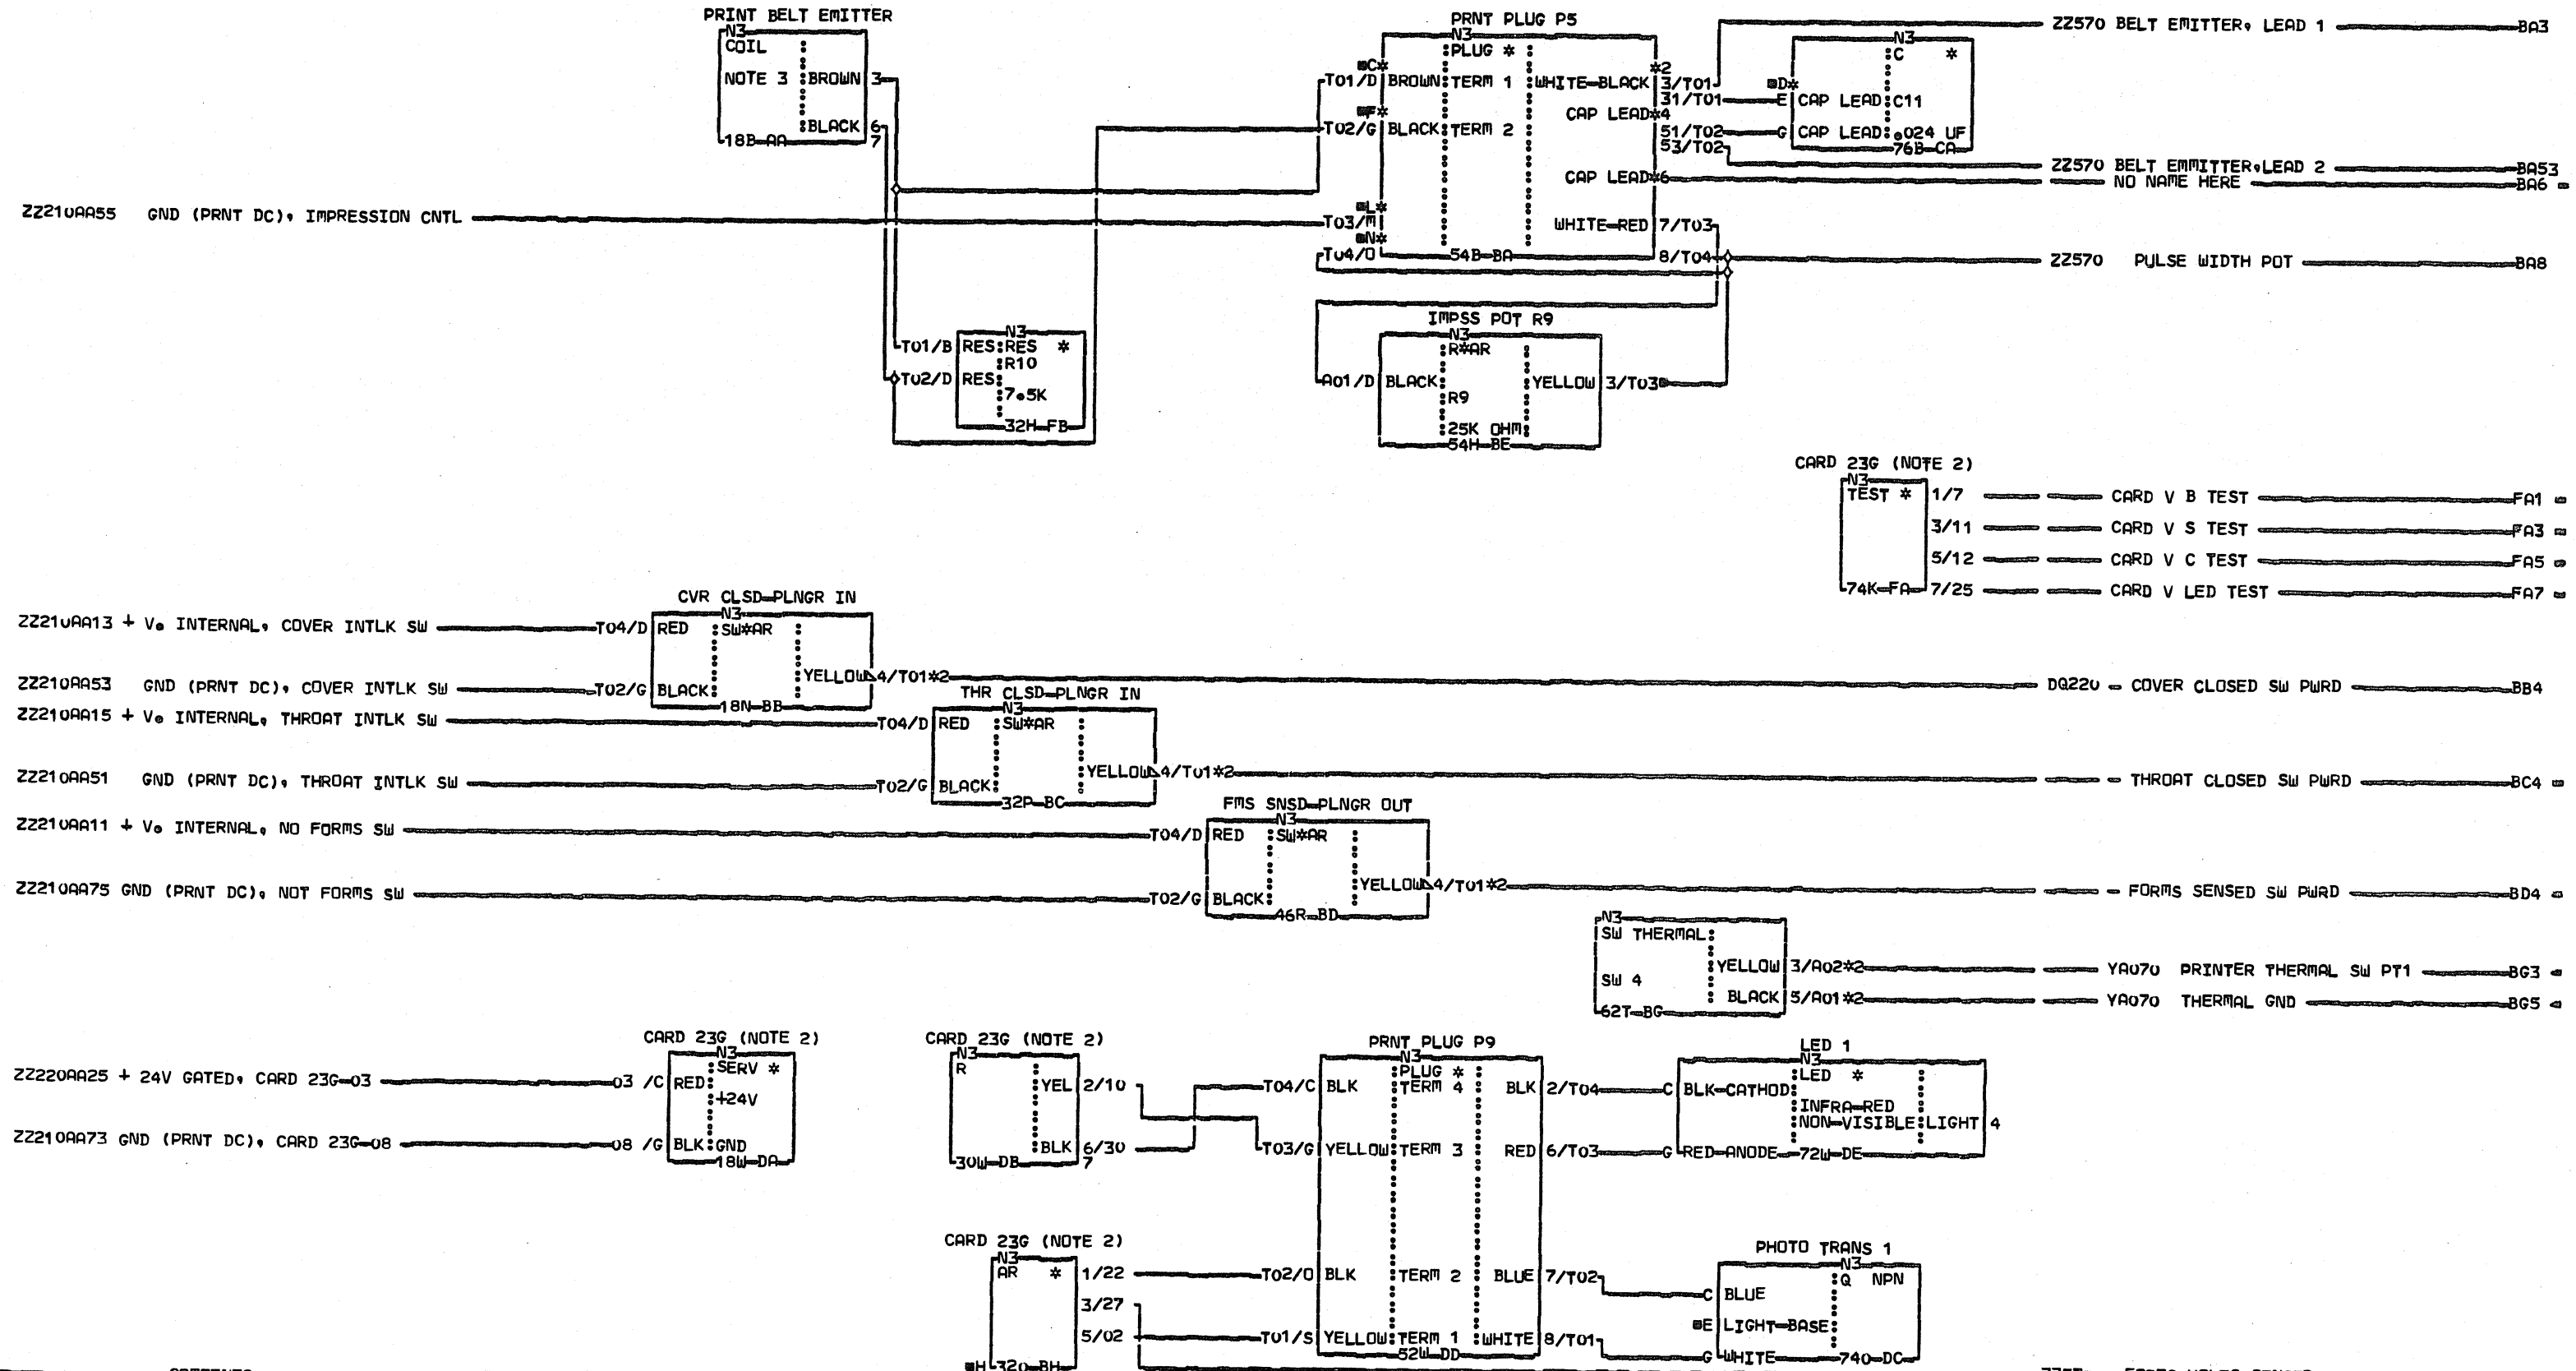 PRINT BELT EMITTER
N3
COIL
NOTE 3 BROWN 3
BLACK 6
18B-AA 7
PRNT PLUG P5
N3
PLUG *
C*
*2
T01/D BROWN TERM 1 WHITE-BLACK 3/T01
31/T01
F*
CAP LEAD *4
T02/G BLACK TERM 2
51/T02
53/T02
CAP LEAD *6
L*
T03/M WHITE-RED 7/T03
N*
T04/O 54B-BA 8/T04
ZZ570 BELT EMITTER, LEAD 1 BA3
N3
C *
D*
E CAP LEAD C11
G CAP LEAD .024 UF
76B-CA
ZZ570 BELT EMMITTER,LEAD 2 BA53
NO NAME HERE BA6
ZZ210AA55 GND (PRNT DC), IMPRESSION CNTL
ZZ570 PULSE WIDTH POT BA8
N3
T01/B RES RES *
R10
T02/D RES
7.5K
32H-FB
IMPSS POT R9
N3
R*AR
A01/D BLACK YELLOW 3/T03
R9
25K OHM
54H-BE
CARD 23G (NOTE 2)
N3
TEST * 1/7 CARD V B TEST FA1
3/11 CARD V S TEST FA3
5/12 CARD V C TEST FA5
74K-FA 7/25 CARD V LED TEST FA7
CVR CLSD-PLNGR IN
N3
ZZ210AA13 + V. INTERNAL, COVER INTLK SW T04/D RED SW*AR
YELLOW 4/T01*2
ZZ210AA53 GND (PRNT DC), COVER INTLK SW T02/G BLACK
18N-BB
DQ220 - COVER CLOSED SW PWRD BB4
THR CLSD-PLNGR IN
N3
ZZ210AA15 + V. INTERNAL, THROAT INTLK SW T04/D RED SW*AR
YELLOW 4/T01*2
ZZ210AA51 GND (PRNT DC), THROAT INTLK SW T02/G BLACK
32P-BC
- THROAT CLOSED SW PWRD BC4
FMS SNSD-PLNGR OUT
N3
ZZ210AA11 + V. INTERNAL, NO FORMS SW T04/D RED SW*AR
YELLOW 4/T01*2
ZZ210AA75 GND (PRNT DC), NOT FORMS SW T02/G BLACK
46R-BD
- FORMS SENSED SW PWRD BD4
N3
SW THERMAL
YELLOW 3/A02*2 YA070 PRINTER THERMAL SW PT1 BG3
SW 4
BLACK 5/A01*2 YA070 THERMAL GND BG5
62T-BG
CARD 23G (NOTE 2)
N3
SERV *
ZZ220AA25 + 24V GATED, CARD 23G-03 03 /C RED
+24V
ZZ210AA73 GND (PRNT DC), CARD 23G-08 08 /G BLK GND
18W-DA
CARD 23G (NOTE 2)
N3
R
YEL 2/10
BLK 6/30
30W-DB 7
PRNT PLUG P9
N3
PLUG *
T04/C BLK TERM 4 BLK 2/T04
T03/G YELLOW TERM 3 RED 6/T03
T02/O BLK TERM 2 BLUE 7/T02
T01/S YELLOW TERM 1 WHITE 8/T01
52W-DD
LED 1
N3
LED *
C BLK-CATHOD
INFRA-RED
NON-VISIBLE LIGHT 4
G RED-ANODE 72W-DE
CARD 23G (NOTE 2)
N3
AR * 1/22
3/27
5/02
H 320-BH
PHOTO TRANS 1
N3
Q NPN
C BLUE
E LIGHT-BASE
G WHITE 740-DC